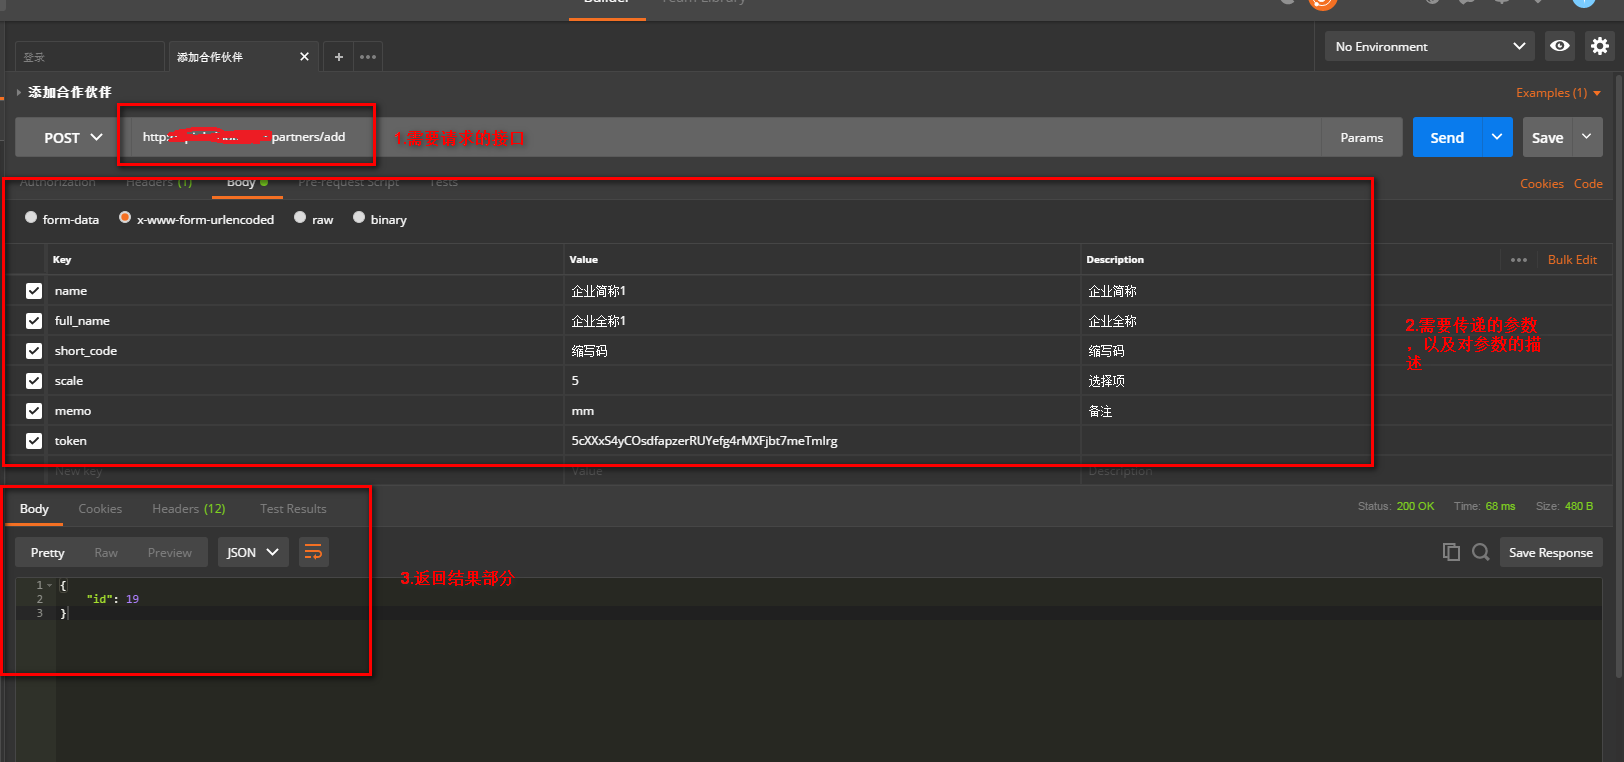 Builder Team Library
登录 添加合作伙伴
No Environment
添加合作伙伴
Examples (1)
POST http: partners/add
1.需要请求的接口
Params Send Save
Authorization Headers (1) Body Pre-request Script Tests
Cookies Code
form-data x-www-form-urlencoded raw binary
Key Value Description
Bulk Edit
name 企业简称1 企业简称
full_name 企业全称1 企业全称
short_code 缩写码 缩写码
scale 5 选择项
memo mm 备注
token 5cXXxS4yCOsdfapzerRUYefg4rMXFjbt7meTmIrg
New key Value Description
2.需要传递的参数
，以及对参数的描
述
Body Cookies Headers (12) Test Results
Status: 200 OK Time: 68 ms Size: 480 B
Pretty Raw Preview JSON
Save Response
3.返回结果部分
1 {
2 "id": 19
3 }